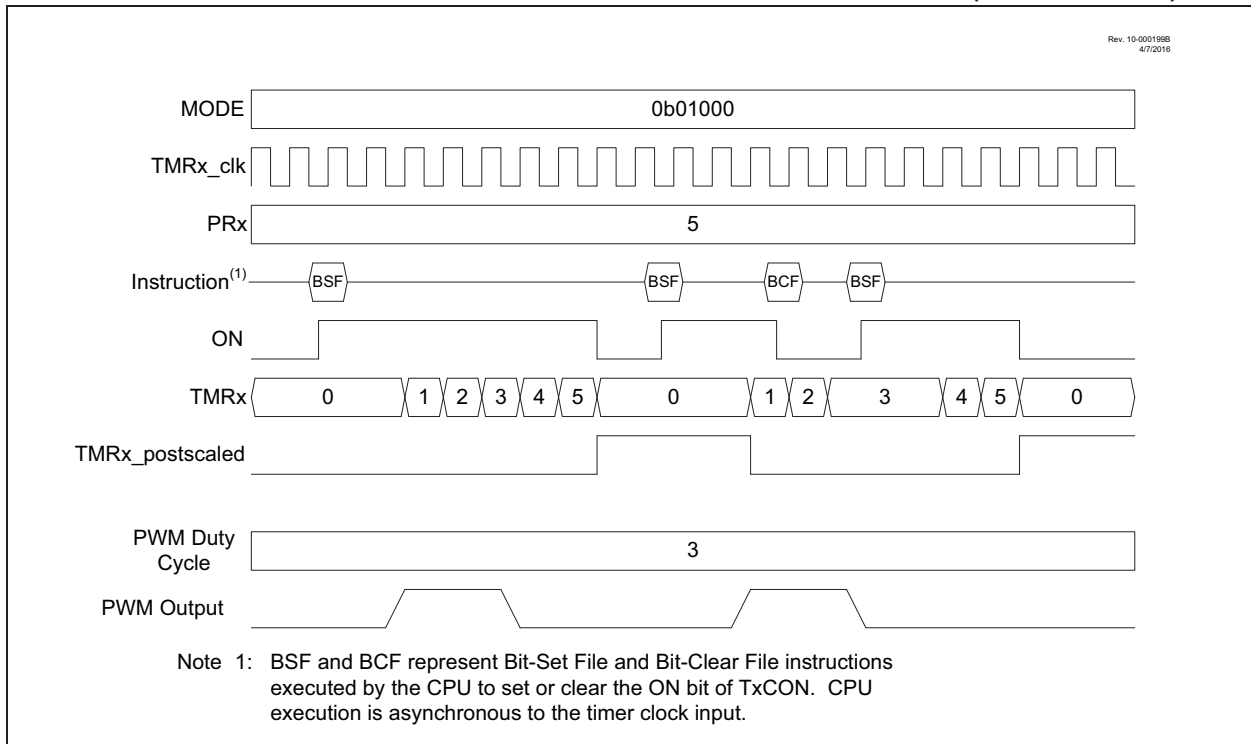 Rev. 10-000199B
4/7/2016
MODE 0b01000
TMRx_clk
PRx 5
Instruction(1) BSF BSF BCF BSF
ON
TMRx 0 1 2 3 4 5 0 1 2 3 4 5 0
TMRx_postscaled
PWM Duty
Cycle 3
PWM Output
Note 1: BSF and BCF represent Bit-Set File and Bit-Clear File instructions
executed by the CPU to set or clear the ON bit of TxCON. CPU
execution is asynchronous to the timer clock input.